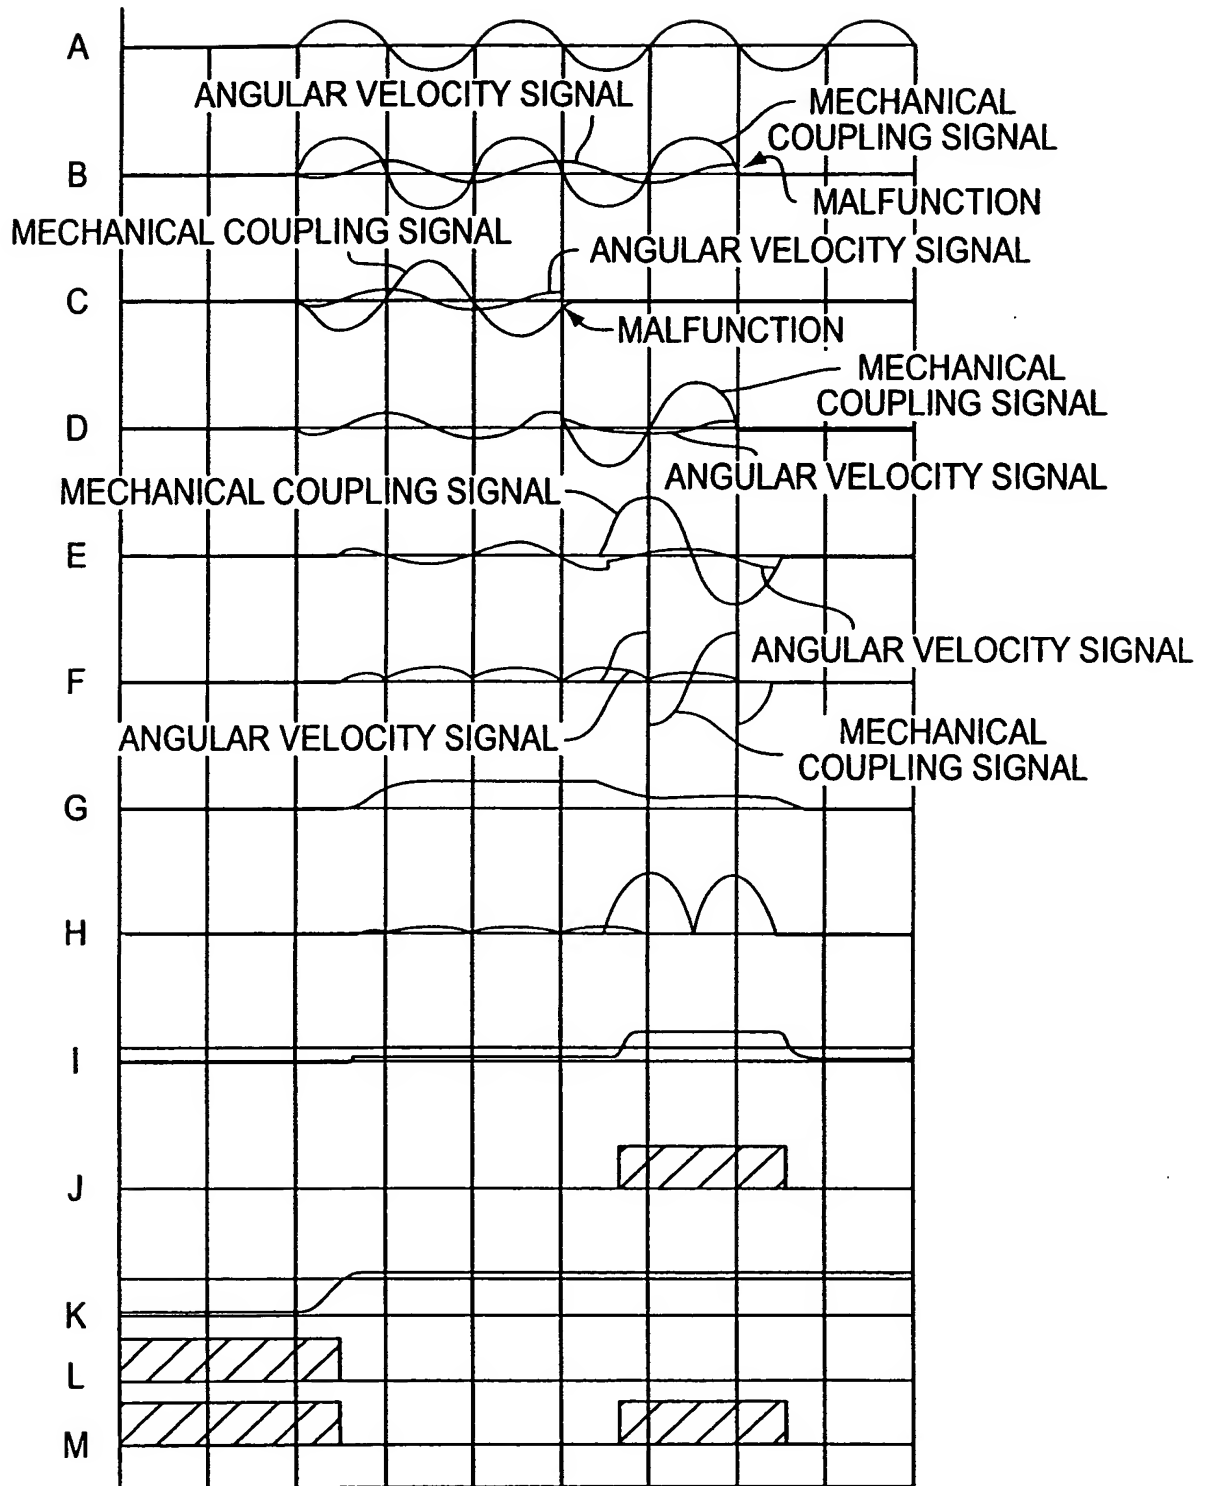 A
ANGULAR VELOCITY SIGNAL
MECHANICAL
COUPLING SIGNAL
B
MALFUNCTION
MECHANICAL COUPLING SIGNAL
ANGULAR VELOCITY SIGNAL
C
MALFUNCTION
MECHANICAL
COUPLING SIGNAL
D
ANGULAR VELOCITY SIGNAL
MECHANICAL COUPLING SIGNAL
E
ANGULAR VELOCITY SIGNAL
F
ANGULAR VELOCITY SIGNAL
MECHANICAL
COUPLING SIGNAL
G
H
I
J
K
L
M